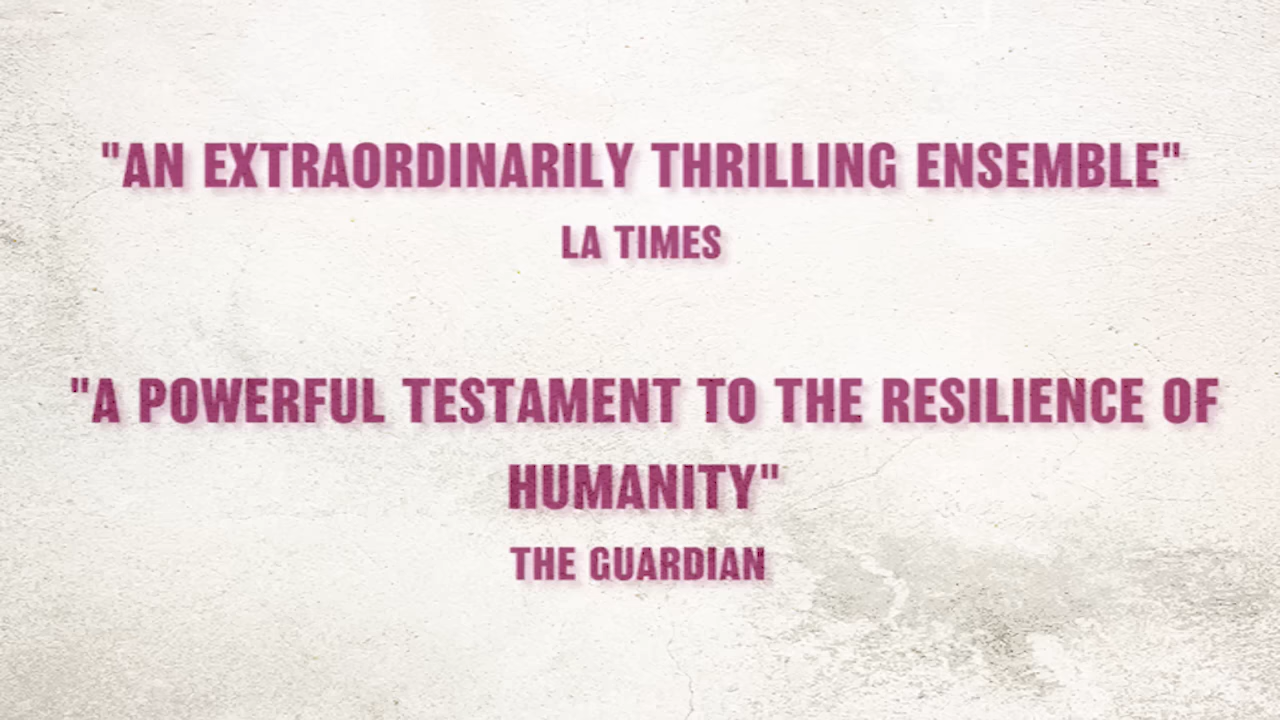 "AN EXTRAORDINARILY THRILLING ENSEMBLE"
LA TIMES
"A POWERFUL TESTAMENT TO THE RESILIENCE OF
HUMANITY"
THE GUARDIAN